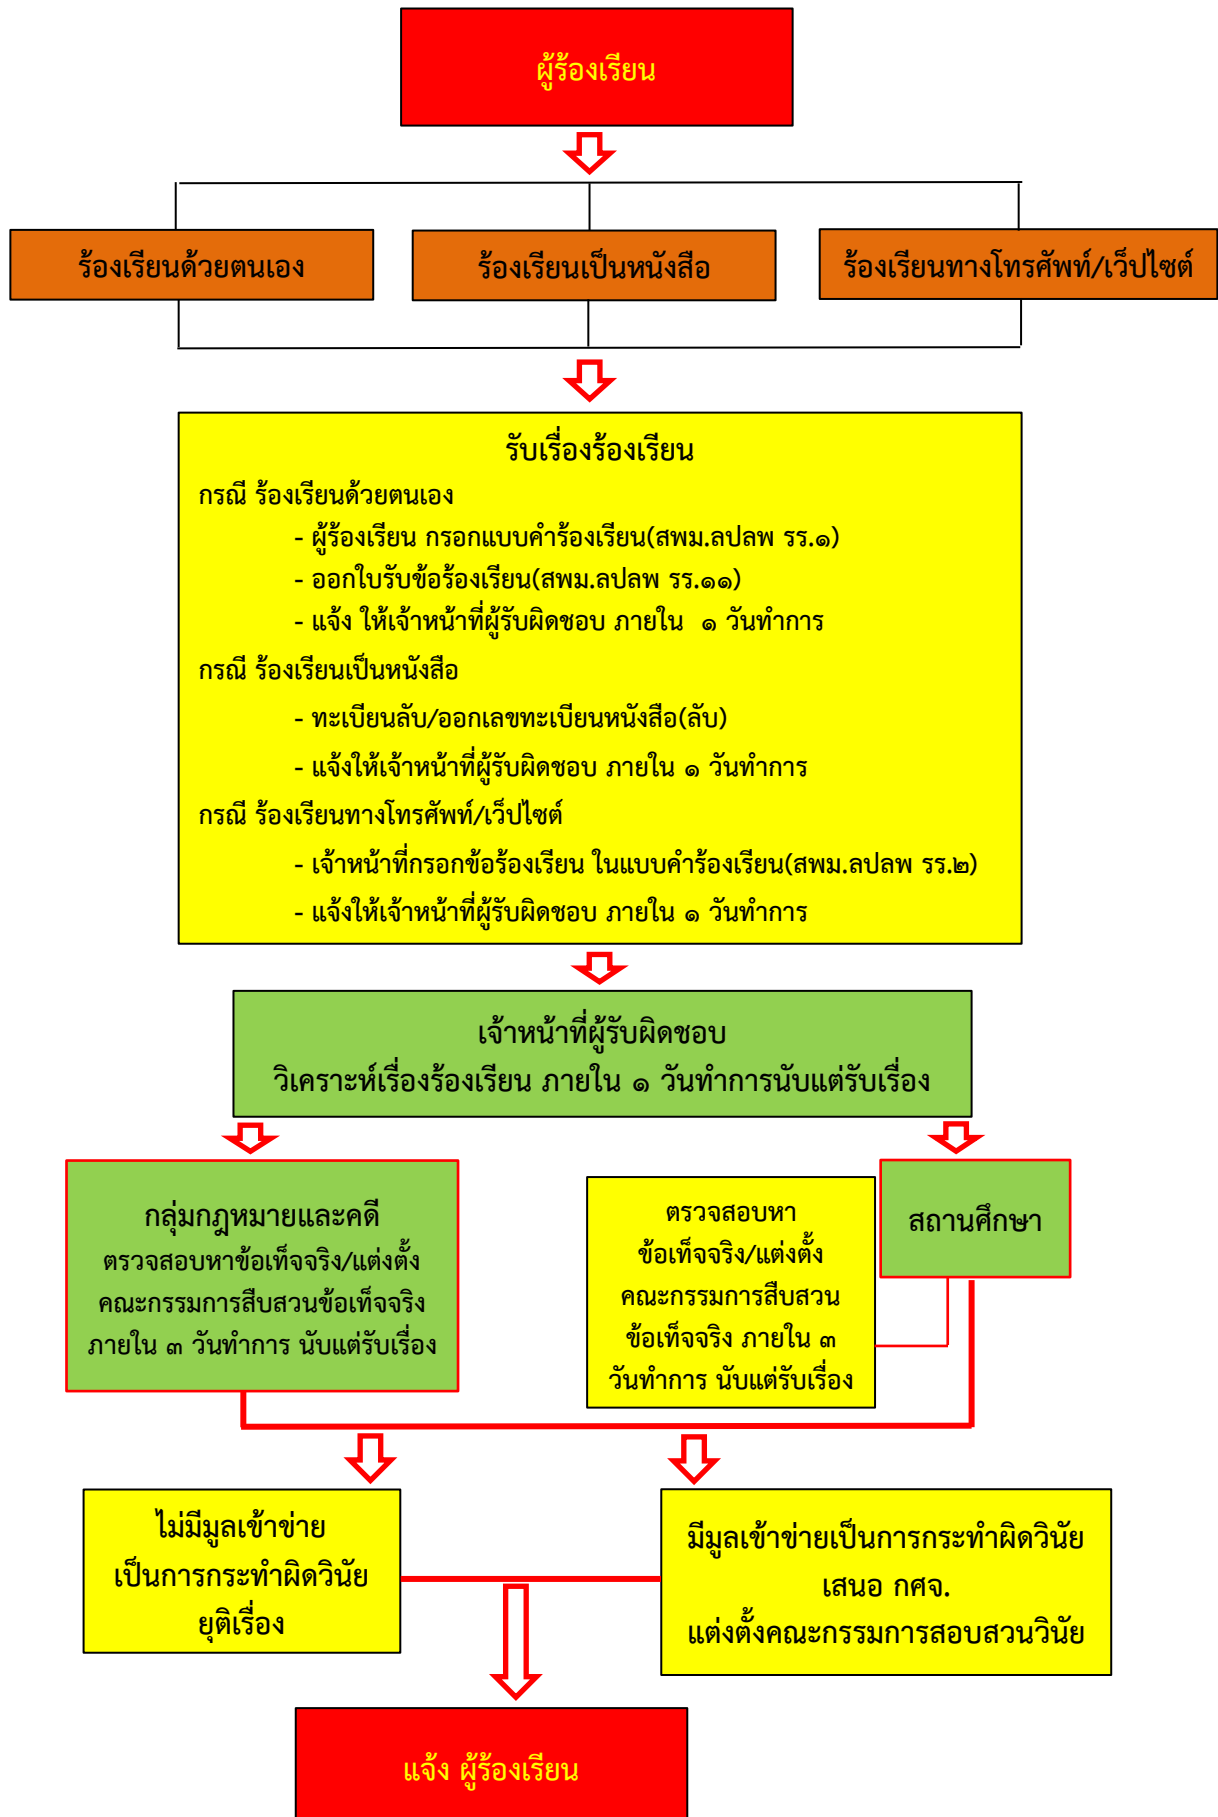 ผู้ร้องเรียน
ร้องเรียนด้วยตนเอง
ร้องเรียนเป็นหนังสือ
ร้องเรียนทางโทรศัพท์/เว็ปไซต์
รับเรื่องร้องเรียน
กรณี ร้องเรียนด้วยตนเอง
- ผู้ร้องเรียน กรอกแบบคำร้องเรียน(สพม.ลปลพ รร.๑)
- ออกใบรับข้อร้องเรียน(สพม.ลปลพ รร.๑๑)
- แจ้ง ให้เจ้าหน้าที่ผู้รับผิดชอบ ภายใน ๑ วันทำการ
กรณี ร้องเรียนเป็นหนังสือ
- ทะเบียนลับ/ออกเลขทะเบียนหนังสือ(ลับ)
- แจ้งให้เจ้าหน้าที่ผู้รับผิดชอบ ภายใน ๑ วันทำการ
กรณี ร้องเรียนทางโทรศัพท์/เว็ปไซต์
- เจ้าหน้าที่กรอกข้อร้องเรียน ในแบบคำร้องเรียน(สพม.ลปลพ รร.๒)
- แจ้งให้เจ้าหน้าที่ผู้รับผิดชอบ ภายใน ๑ วันทำการ
เจ้าหน้าที่ผู้รับผิดชอบ
วิเคราะห์เรื่องร้องเรียน ภายใน ๑ วันทำการนับแต่รับเรื่อง
กลุ่มกฎหมายและคดี
ตรวจสอบหาข้อเท็จจริง/แต่งตั้ง
คณะกรรมการสืบสวนข้อเท็จจริง
ภายใน ๓ วันทำการ นับแต่รับเรื่อง
ตรวจสอบหา
ข้อเท็จจริง/แต่งตั้ง
คณะกรรมการสืบสวน
ข้อเท็จจริง ภายใน ๓
วันทำการ นับแต่รับเรื่อง
สถานศึกษา
ไม่มีมูลเข้าข่าย
เป็นการกระทำผิดวินัย
ยุติเรื่อง
มีมูลเข้าข่ายเป็นการกระทำผิดวินัย
เสนอ กศจ.
แต่งตั้งคณะกรรมการสอบสวนวินัย
แจ้ง ผู้ร้องเรียน